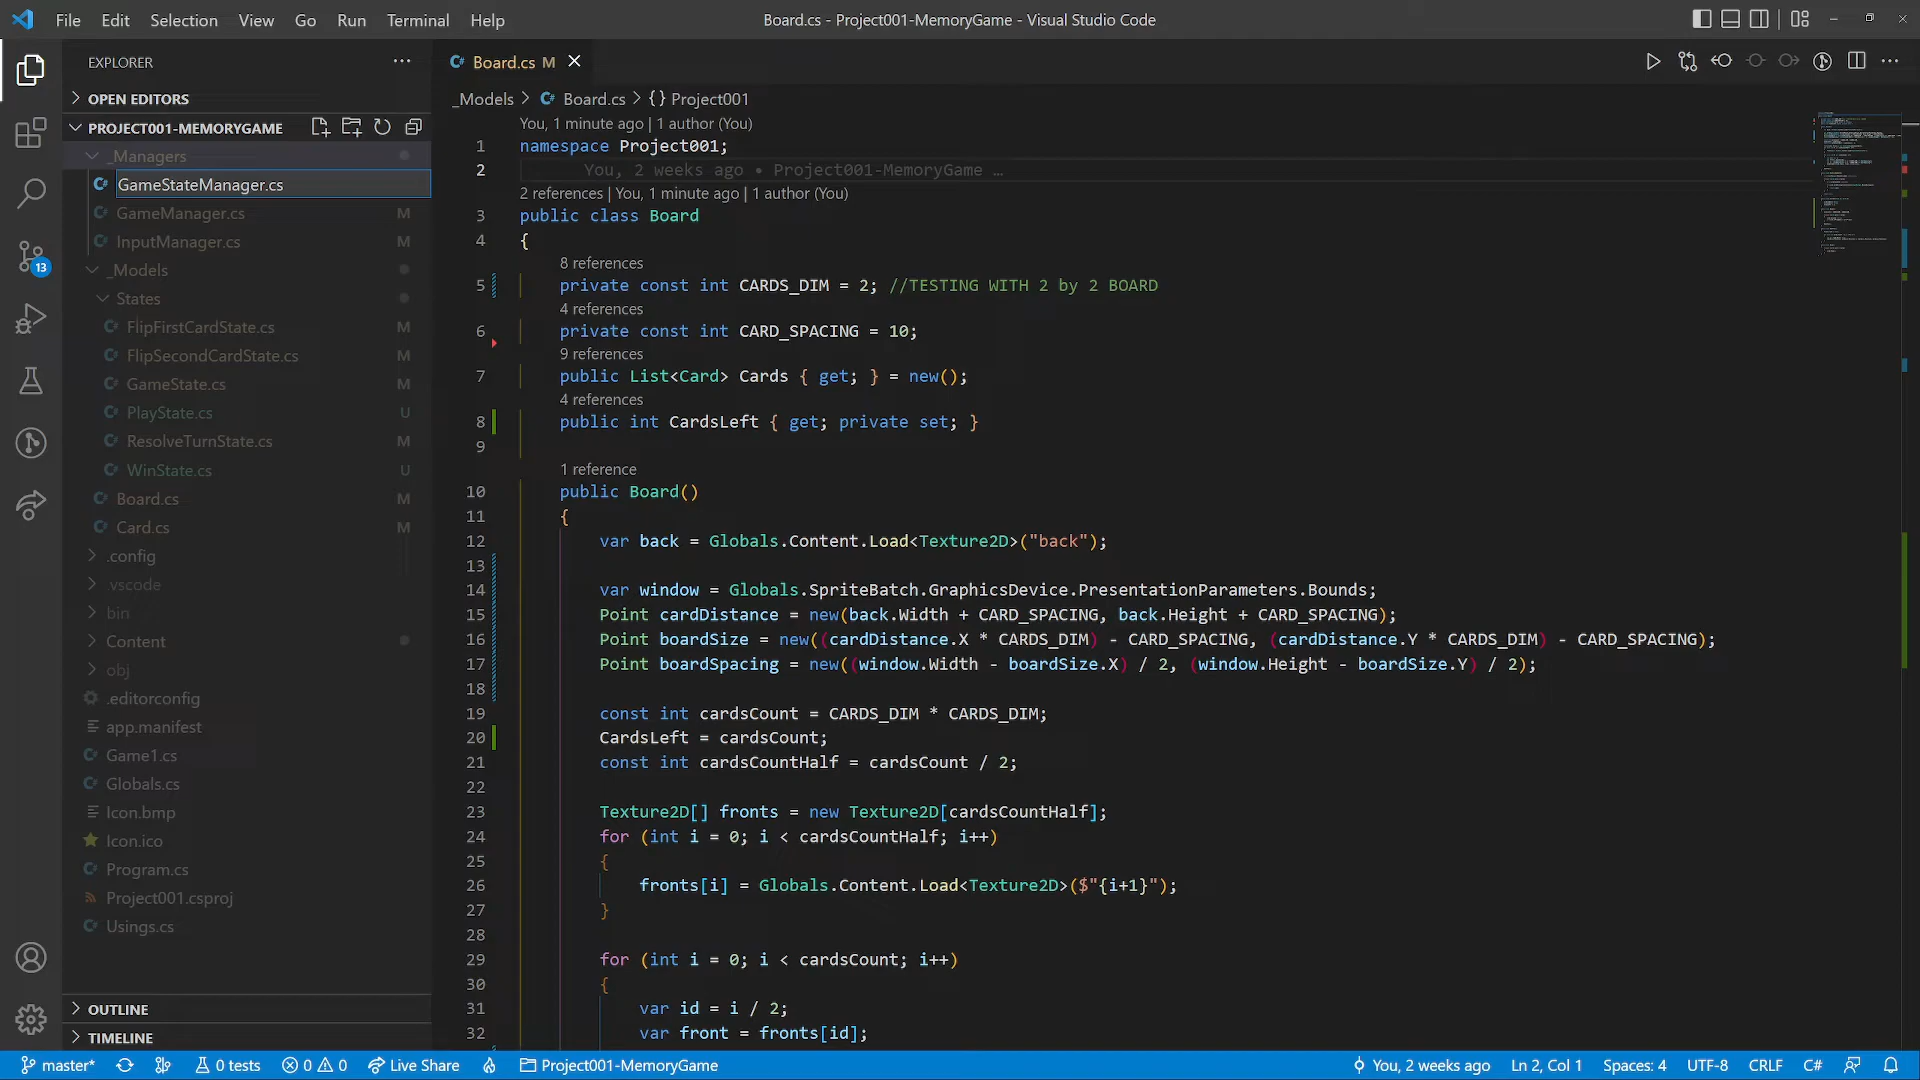 File Edit Selection View Go Run Terminal Help
Board.cs - Project001-MemoryGame - Visual Studio Code
EXPLORER
OPEN EDITORS
PROJECT001-MEMORYGAME
_Managers
GameStateManager.cs
GameManager.cs M
InputManager.cs M
_Models
States
FlipFirstCardState.cs M
FlipSecondCardState.cs M
GameState.cs M
PlayState.cs U
ResolveTurnState.cs M
WinState.cs U
Board.cs M
Card.cs M
.config
.vscode
bin
Content
obj
.editorconfig
app.manifest
Game1.cs
Globals.cs
Icon.bmp
Icon.ico
Program.cs
Project001.csproj
Usings.cs
OUTLINE
TIMELINE
13
Board.cs M
_Models > Board.cs > {} Project001
You, 1 minute ago | 1 author (You)
1 namespace Project001;
2 You, 2 weeks ago • Project001-MemoryGame …
2 references | You, 1 minute ago | 1 author (You)
3 public class Board
4 {
8 references
5 private const int CARDS_DIM = 2; //TESTING WITH 2 by 2 BOARD
4 references
6 private const int CARD_SPACING = 10;
9 references
7 public List<Card> Cards { get; } = new();
4 references
8 public int CardsLeft { get; private set; }
9
1 reference
10 public Board()
11 {
12 var back = Globals.Content.Load<Texture2D>("back");
13
14 var window = Globals.SpriteBatch.GraphicsDevice.PresentationParameters.Bounds;
15 Point cardDistance = new(back.Width + CARD_SPACING, back.Height + CARD_SPACING);
16 Point boardSize = new((cardDistance.X * CARDS_DIM) - CARD_SPACING, (cardDistance.Y * CARDS_DIM) - CARD_SPACING);
17 Point boardSpacing = new((window.Width - boardSize.X) / 2, (window.Height - boardSize.Y) / 2);
18
19 const int cardsCount = CARDS_DIM * CARDS_DIM;
20 CardsLeft = cardsCount;
21 const int cardsCountHalf = cardsCount / 2;
22
23 Texture2D[] fronts = new Texture2D[cardsCountHalf];
24 for (int i = 0; i < cardsCountHalf; i++)
25 {
26 fronts[i] = Globals.Content.Load<Texture2D>($"{i+1}");
27 }
28
29 for (int i = 0; i < cardsCount; i++)
30 {
31 var id = i / 2;
32 var front = fronts[id];
master* 0 tests 0 0 Live Share Project001-MemoryGame You, 2 weeks ago Ln 2, Col 1 Spaces: 4 UTF-8 CRLF C#